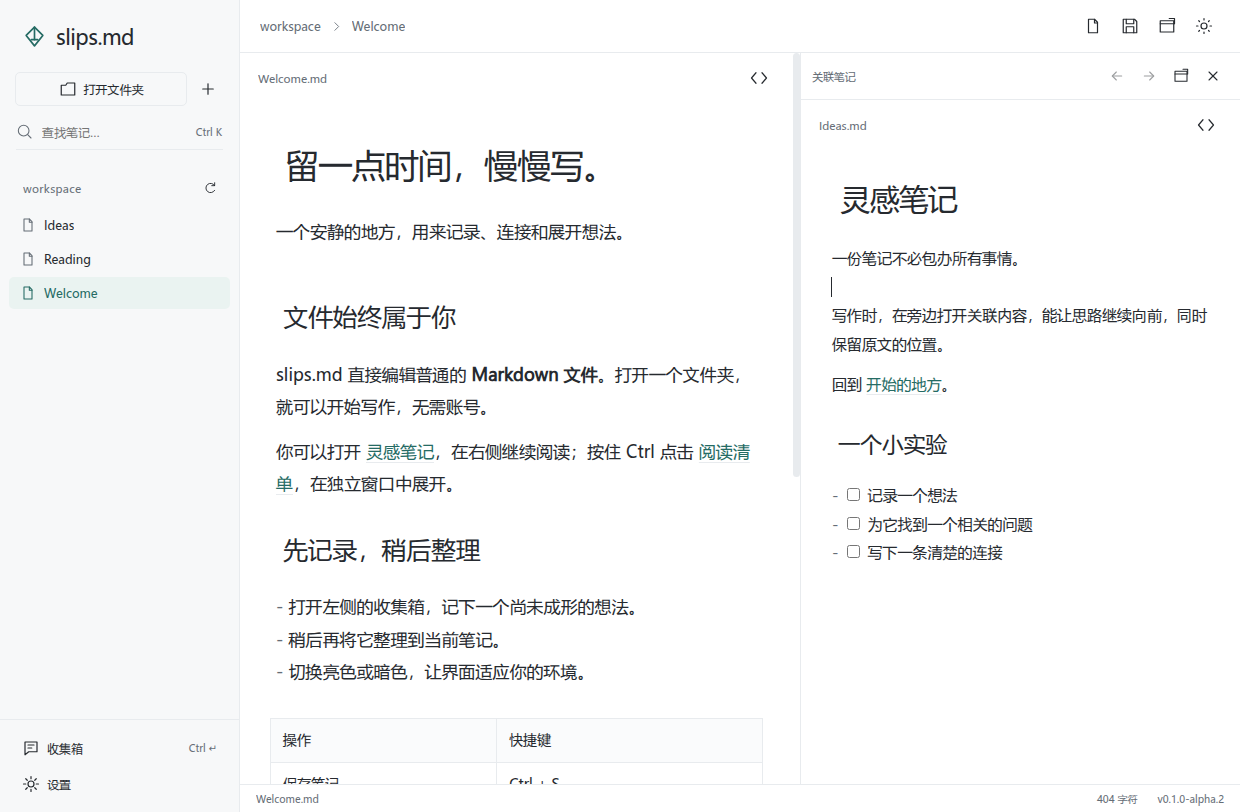 slips.md
打开文件夹
查找笔记...
Ctrl K
workspace
Ideas
Reading
Welcome
收集箱
Ctrl ↵
设置
workspace > Welcome
Welcome.md
留一点时间，慢慢写。
一个安静的地方，用来记录、连接和展开想法。
文件始终属于你
slips.md 直接编辑普通的 Markdown 文件。打开一个文件夹，
就可以开始写作，无需账号。
你可以打开 灵感笔记，在右侧继续阅读；按住 Ctrl 点击 阅读清
单，在独立窗口中展开。
先记录，稍后整理
- 打开左侧的收集箱，记下一个尚未成形的想法。
- 稍后再将它整理到当前笔记。
- 切换亮色或暗色，让界面适应你的环境。
操作 快捷键
保存笔记 Ctrl + S
关联笔记
Ideas.md
灵感笔记
一份笔记不必包办所有事情。
写作时，在旁边打开关联内容，能让思路继续向前，同时
保留原文的位置。
回到 开始的地方。
一个小实验
- 记录一个想法
- 为它找到一个相关的问题
- 写下一条清楚的连接
Welcome.md
404 字符
v0.1.0-alpha.2